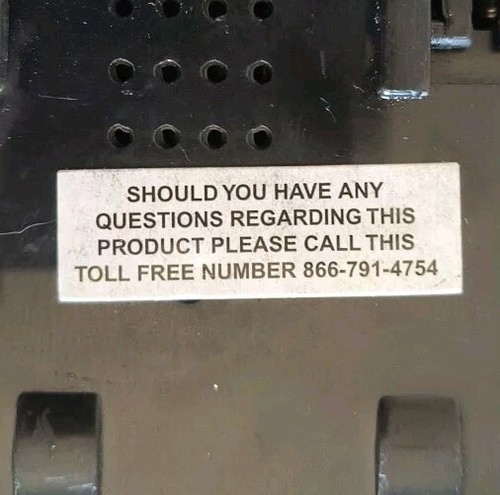 SHOULD YOU HAVE ANY
QUESTIONS REGARDING THIS
PRODUCT PLEASE CALL THIS
TOLL FREE NUMBER 866-791-4754